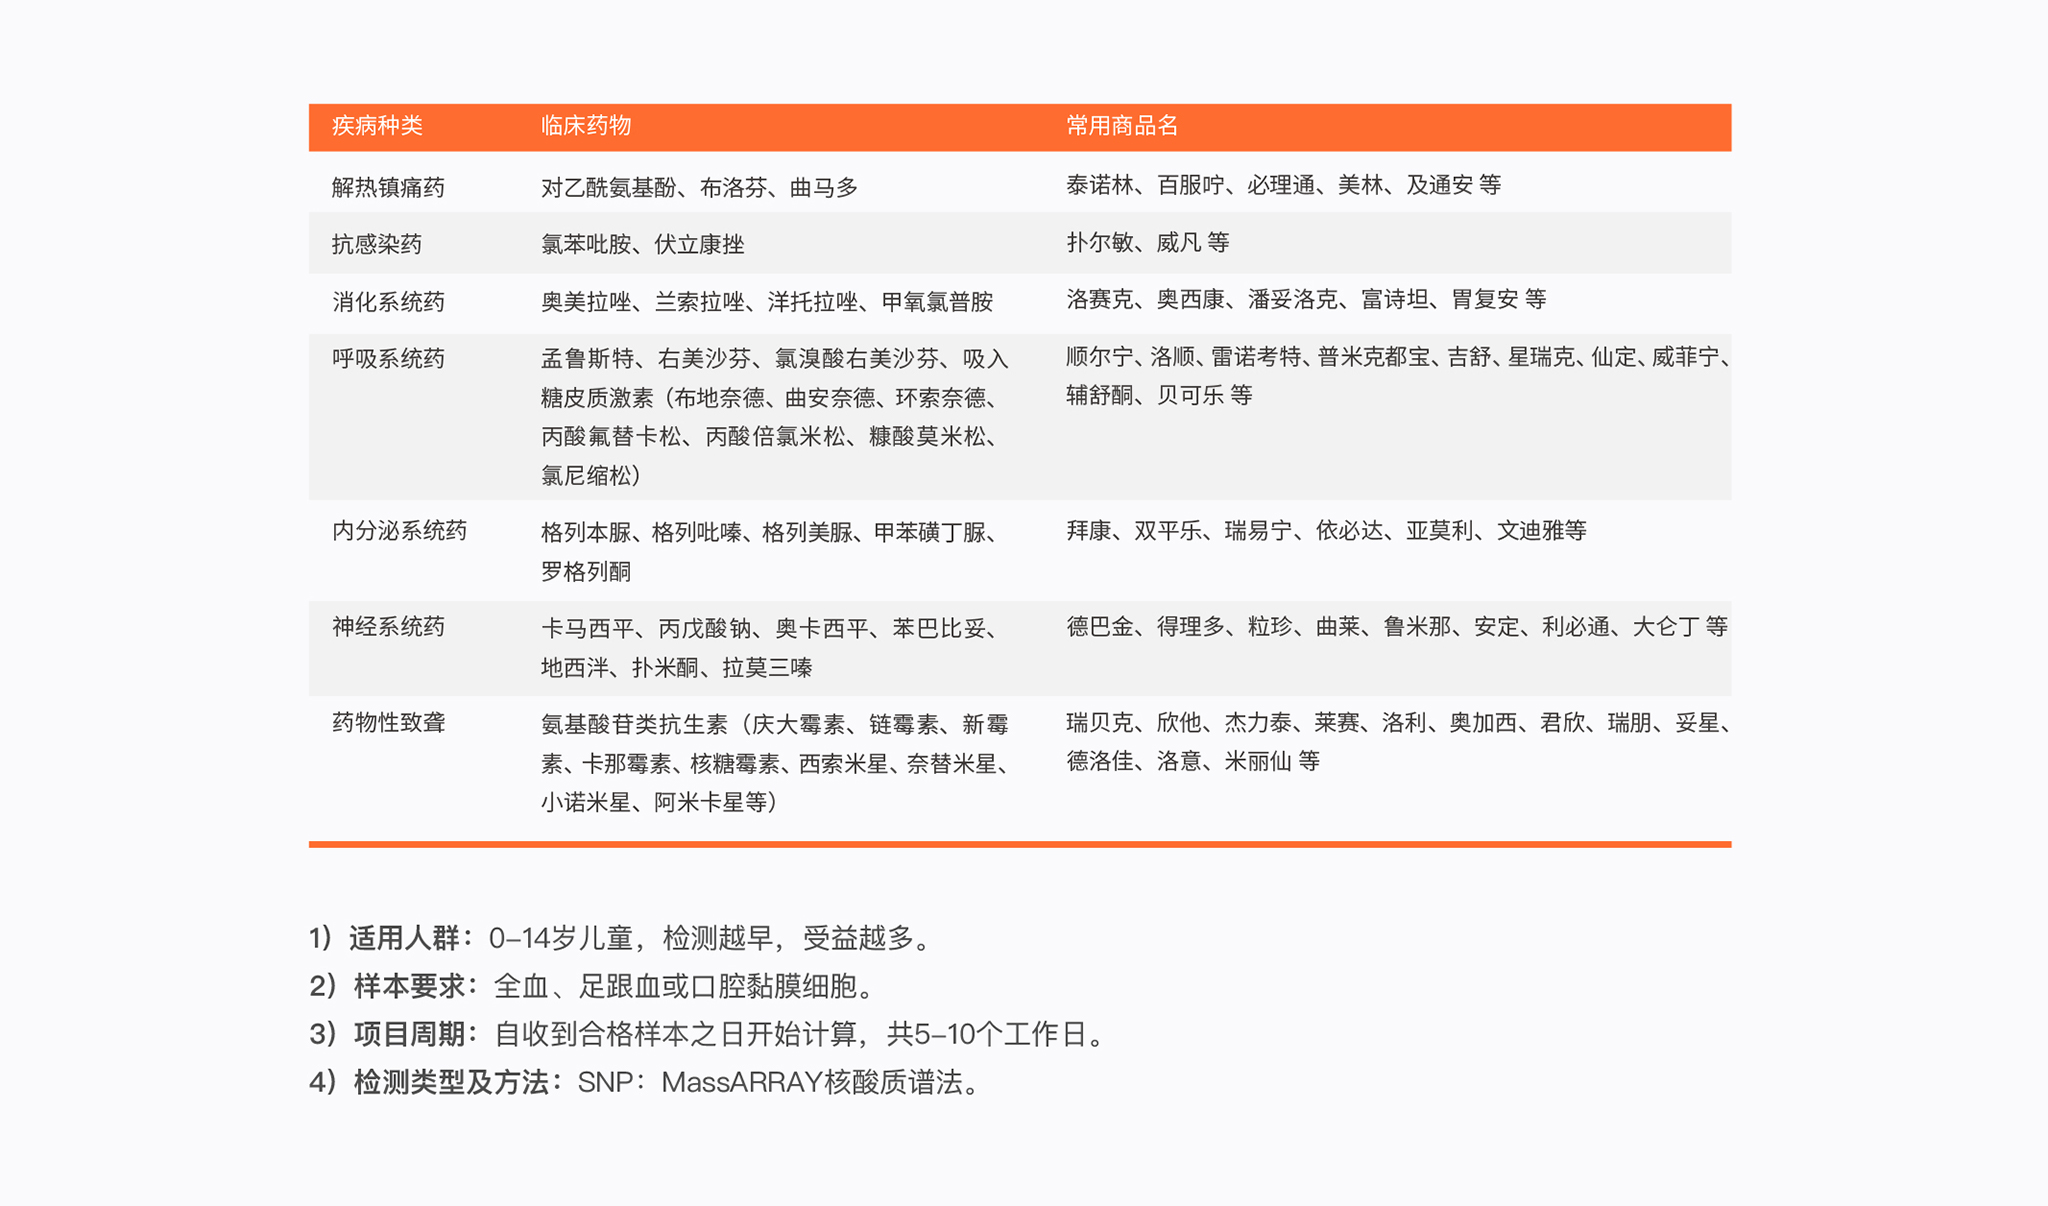 疾病种类 临床药物 常用商品名
解热镇痛药 对乙酰氨基酚、布洛芬、曲马多 泰诺林、百服咛、必理通、美林、及通安 等
抗感染药 氯苯吡胺、伏立康挫 扑尔敏、威凡 等
消化系统药 奥美拉唑、兰索拉唑、洋托拉唑、甲氧氯普胺 洛赛克、奥西康、潘妥洛克、富诗坦、胃复安 等
呼吸系统药 孟鲁斯特、右美沙芬、氯溴酸右美沙芬、吸入 顺尔宁、洛顺、雷诺考特、普米克都宝、吉舒、星瑞克、仙定、威菲宁、
糖皮质激素（布地奈德、曲安奈德、环索奈德、 辅舒酮、贝可乐 等
丙酸氟替卡松、丙酸倍氯米松、糠酸莫米松、
氯尼缩松）
内分泌系统药 格列本脲、格列吡嗪、格列美脲、甲苯磺丁脲、 拜康、双平乐、瑞易宁、依必达、亚莫利、文迪雅等
罗格列酮
神经系统药 卡马西平、丙戊酸钠、奥卡西平、苯巴比妥、 德巴金、得理多、粒珍、曲莱、鲁米那、安定、利必通、大仑丁 等
地西泮、扑米酮、拉莫三嗪
药物性致聋 氨基酸苷类抗生素（庆大霉素、链霉素、新霉 瑞贝克、欣他、杰力泰、莱赛、洛利、奥加西、君欣、瑞朋、妥星、
素、卡那霉素、核糖霉素、西索米星、奈替米星、 德洛佳、洛意、米丽仙 等
小诺米星、阿米卡星等）
1）适用人群：0–14岁儿童，检测越早，受益越多。
2）样本要求：全血、足跟血或口腔黏膜细胞。
3）项目周期：自收到合格样本之日开始计算，共5–10个工作日。
4）检测类型及方法：SNP：MassARRAY核酸质谱法。